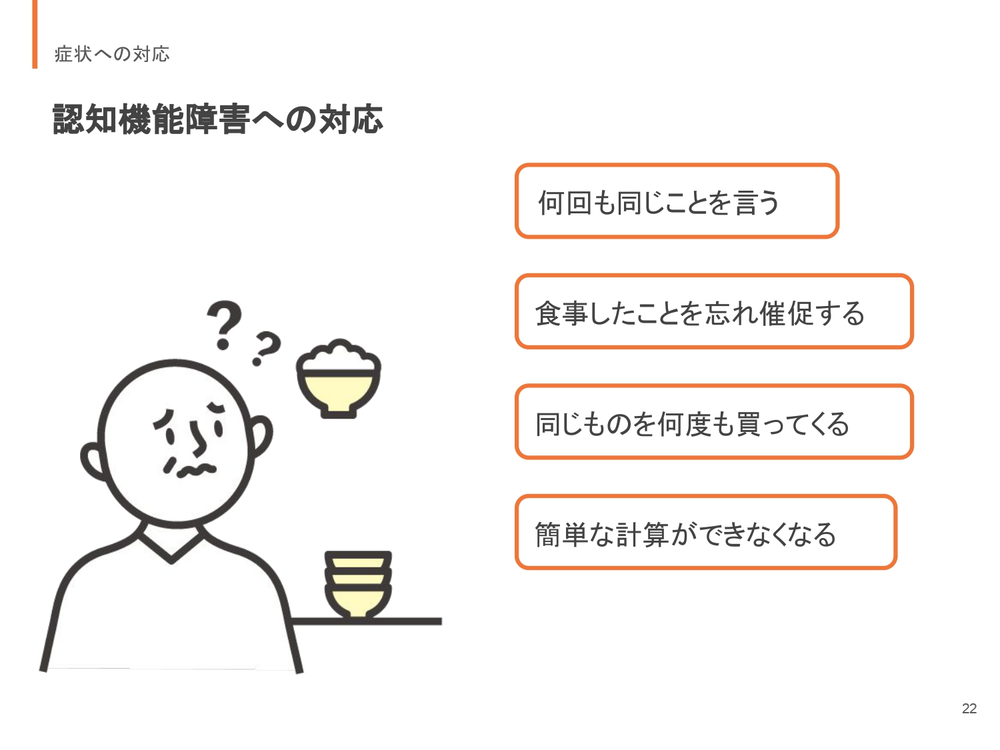 症状への対応
認知機能障害への対応
何回も同じことを言う
食事したことを忘れ催促する
同じものを何度も買ってくる
簡単な計算ができなくなる
? ?
22